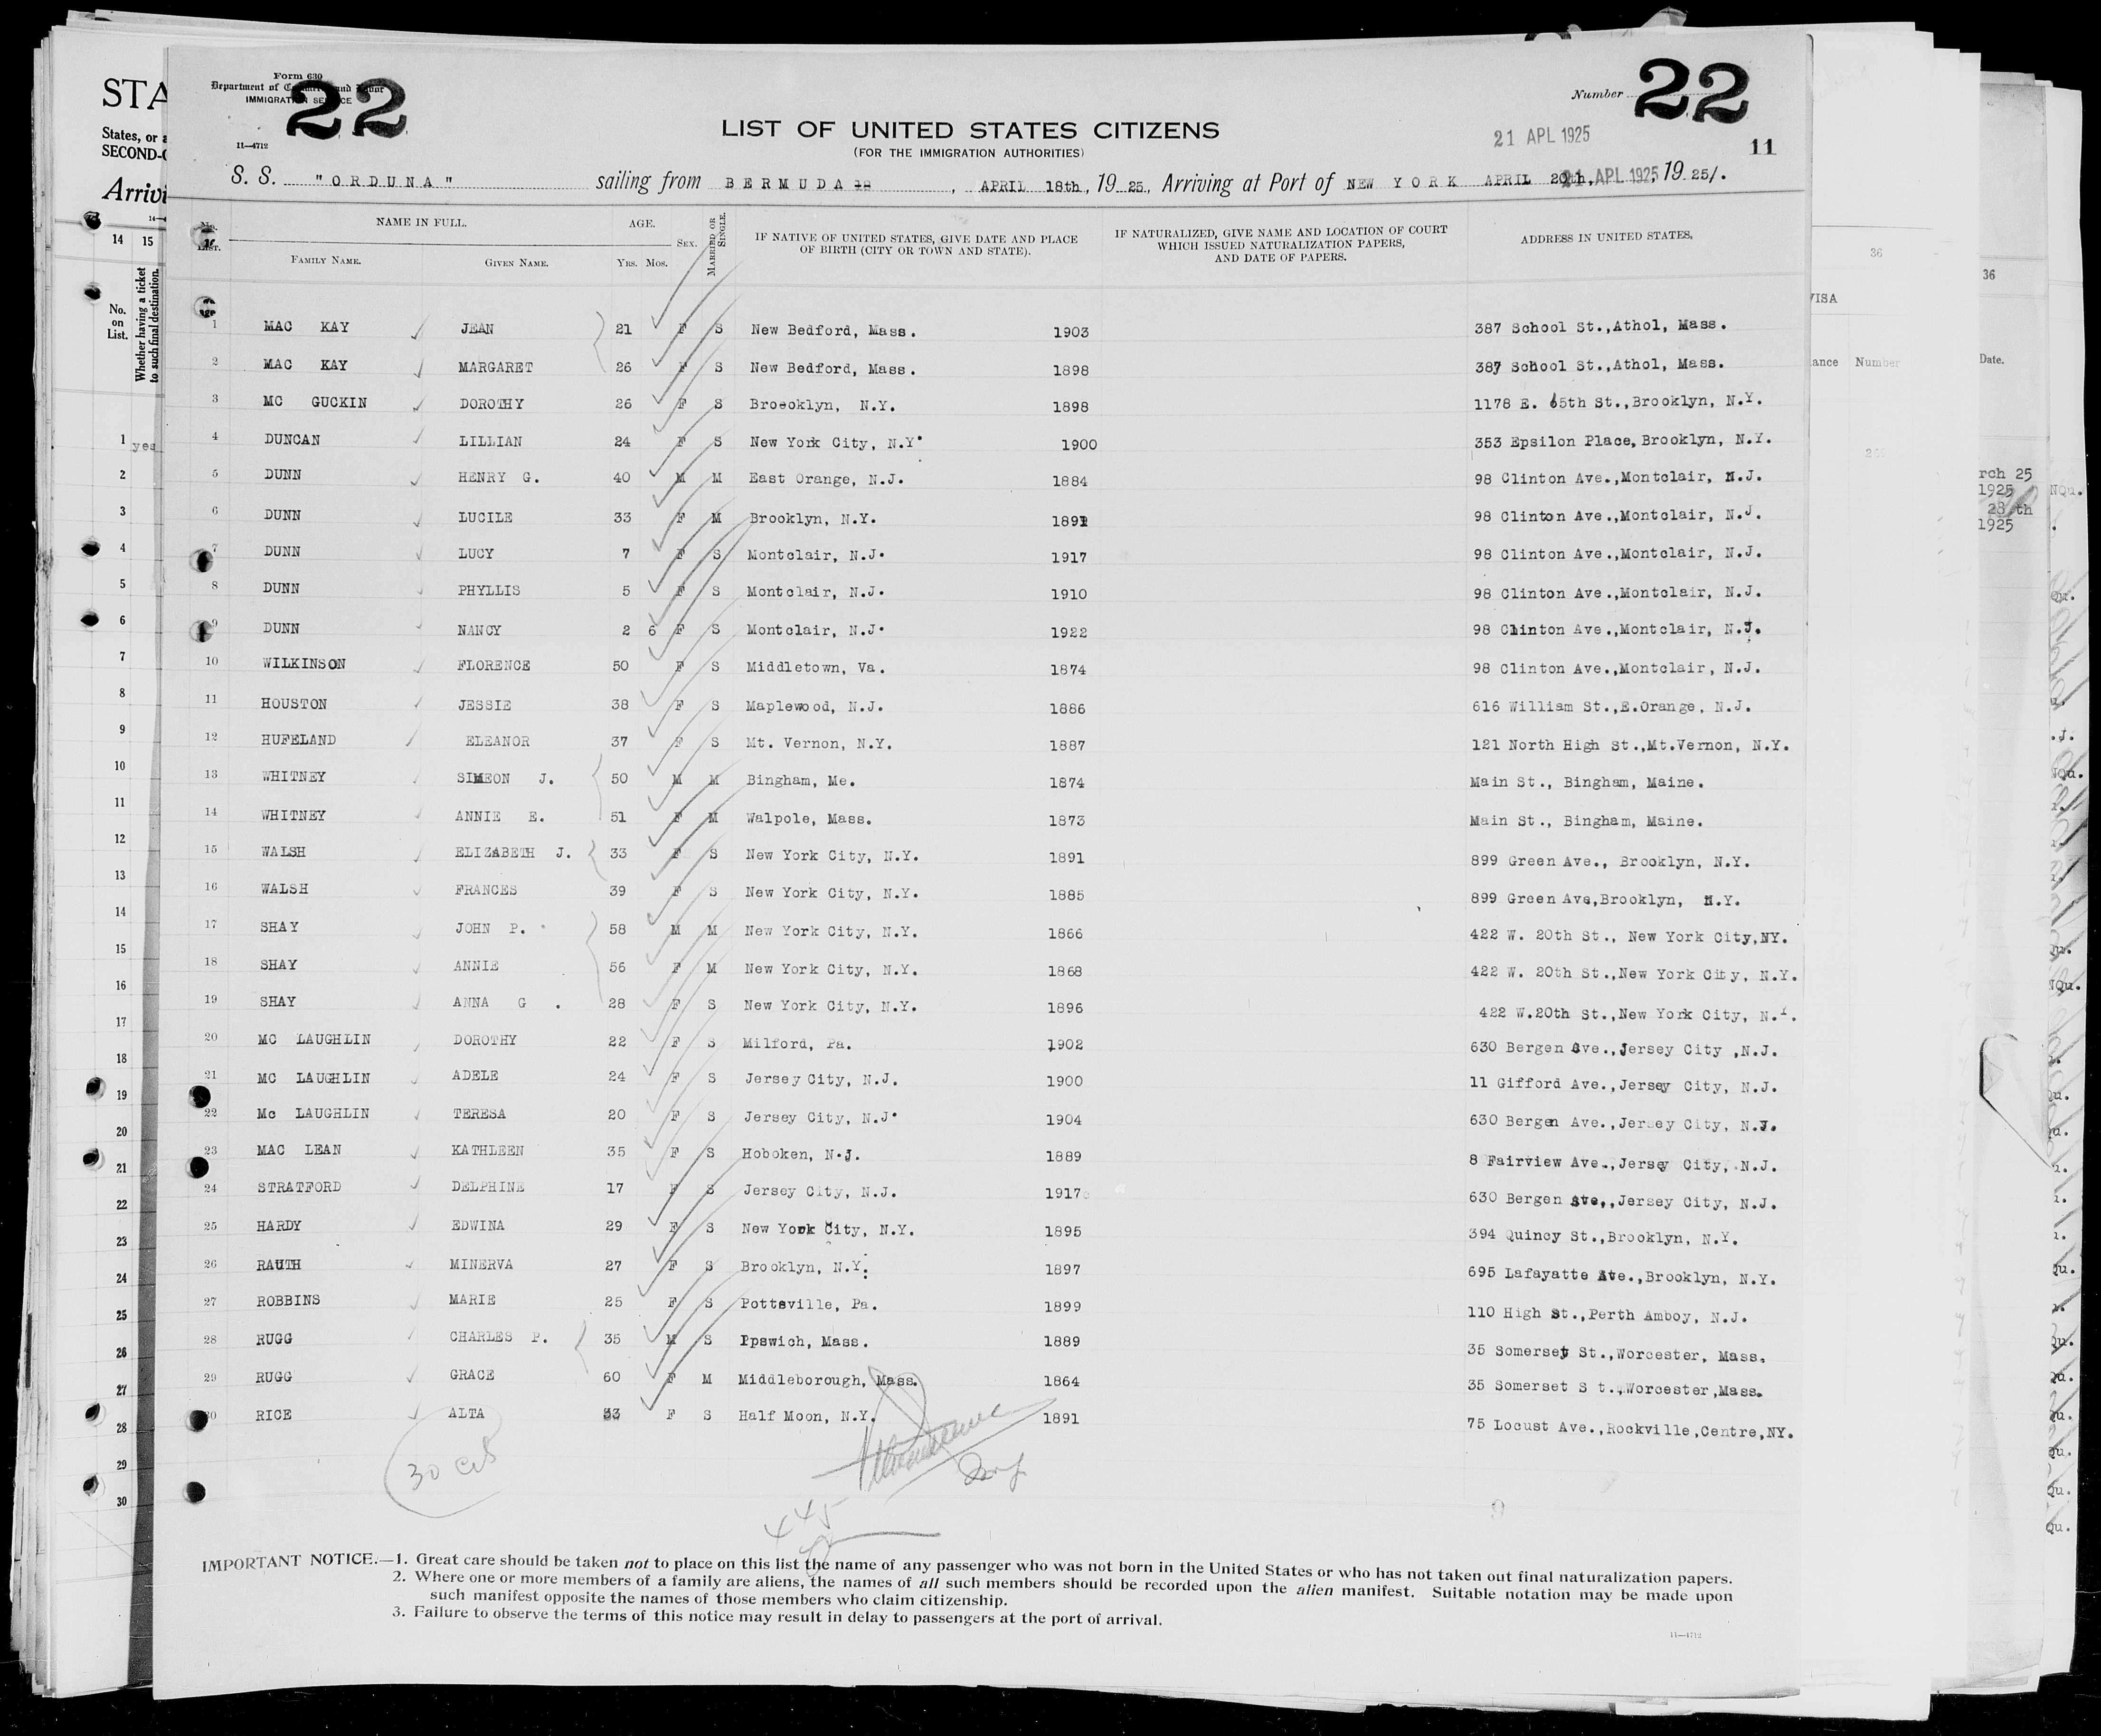 Form 630
Department of Commerce and Labor
IMMIGRATION SERVICE
22
11—4712
Number 22
LIST OF UNITED STATES CITIZENS
(FOR THE IMMIGRATION AUTHORITIES)
21 APL 1925
11
S. S. "ORDUNA" sailing from BERMUDA, APRIL 18th, 1925, Arriving at Port of NEW YORK APRIL 20th, 21 APL 1925, 1925/.
No. on List. NAME IN FULL. AGE. Sex. Married or Single. IF NATIVE OF UNITED STATES, GIVE DATE AND PLACE OF BIRTH (CITY OR TOWN AND STATE). IF NATURALIZED, GIVE NAME AND LOCATION OF COURT WHICH ISSUED NATURALIZATION PAPERS, AND DATE OF PAPERS. ADDRESS IN UNITED STATES.
Family Name. Given Name. Yrs. Mos.
1 MAC KAY JEAN 21 F S New Bedford, Mass. 1903 387 School St.,Athol, Mass.
2 MAC KAY MARGARET 26 F S New Bedford, Mass. 1898 387 School St.,Athol, Mass.
3 MC GUCKIN DOROTHY 26 F S Broooklyn, N.Y. 1898 1178 E. 65th St.,Brooklyn, N.Y.
4 DUNCAN LILLIAN 24 F S New York City, N.Y. 1900 353 Epsilon Place, Brooklyn, N.Y.
5 DUNN HENRY G. 40 M M East Orange, N.J. 1884 98 Clinton Ave.,Montclair, N.J.
6 DUNN LUCILE 33 F M Brooklyn, N.Y. 1891 98 Clinton Ave.,Montclair, N.J.
7 DUNN LUCY 7 F S Montclair, N.J. 1917 98 Clinton Ave.,Montclair, N.J.
8 DUNN PHYLLIS 5 F S Montclair, N.J. 1910 98 Clinton Ave.,Montclair, N.J.
9 DUNN NANCY 2 6 F S Montclair, N.J. 1922 98 Clinton Ave.,Montclair, N.J.
10 WILKINSON FLORENCE 50 F S Middletown, Va. 1874 98 Clinton Ave.,Montclair, N.J.
11 HOUSTON JESSIE 38 F S Maplewood, N.J. 1886 616 William St.,E.Orange, N.J.
12 HUFELAND ELEANOR 37 F S Mt. Vernon, N.Y. 1887 121 North High St.,Mt.Vernon, N.Y.
13 WHITNEY SIMEON J. 50 M M Bingham, Me. 1874 Main St., Bingham, Maine.
14 WHITNEY ANNIE E. 51 F M Walpole, Mass. 1873 Main St., Bingham, Maine.
15 WALSH ELIZABETH J. 33 F S New York City, N.Y. 1891 899 Green Ave., Brooklyn, N.Y.
16 WALSH FRANCES 39 F S New York City, N.Y. 1885 899 Green Ave,Brooklyn, N.Y.
17 SHAY JOHN P. 58 M M New York City, N.Y. 1866 422 W. 20th St., New York City,NY.
18 SHAY ANNIE 56 F M New York City, N.Y. 1868 422 W. 20th St.,New York City, N.Y.
19 SHAY ANNA G . 28 F S New York City, N.Y. 1896 422 W.20th St.,New York City, N.Y.
20 MC LAUGHLIN DOROTHY 22 F S Milford, Pa. 1902 630 Bergen Ave.,Jersey City ,N.J.
21 MC LAUGHLIN ADELE 24 F S Jersey City, N.J. 1900 11 Gifford Ave.,Jersey City, N.J.
22 Mc LAUGHLIN TERESA 20 F S Jersey City, N.J. 1904 630 Bergen Ave.,Jersey City, N.J.
23 MAC LEAN KATHLEEN 35 F S Hoboken, N.J. 1889 8 Fairview Ave.,Jersey City, N.J.
24 STRATFORD DELPHINE 17 F S Jersey City, N.J. 1917 630 Bergen Ave.,Jersey City, N.J.
25 HARDY EDWINA 29 F S New York City, N.Y. 1895 394 Quincy St.,Brooklyn, N.Y.
26 RAUTH MINERVA 27 F S Brooklyn, N.Y. 1897 695 Lafayatte Ave.,Brooklyn, N.Y.
27 ROBBINS MARIE 25 F S Pottsville, Pa. 1899 110 High St.,Perth Amboy, N.J.
28 RUGG CHARLES P. 35 M S Ipswich, Mass. 1889 35 Somerset St.,Worcester, Mass.
29 RUGG GRACE 60 F M Middleborough, Mass. 1864 35 Somerset S t.,Worcester,Mass.
30 RICE ALTA 33 F S Half Moon, N.Y. 1891 75 Locust Ave.,Rockville,Centre,NY.
445
IMPORTANT NOTICE.—1. Great care should be taken not to place on this list the name of any passenger who was not born in the United States or who has not taken out final naturalization papers.
2. Where one or more members of a family are aliens, the names of all such members should be recorded upon the alien manifest. Suitable notation may be made upon
such manifest opposite the names of those members who claim citizenship.
3. Failure to observe the terms of this notice may result in delay to passengers at the port of arrival.
11—4712